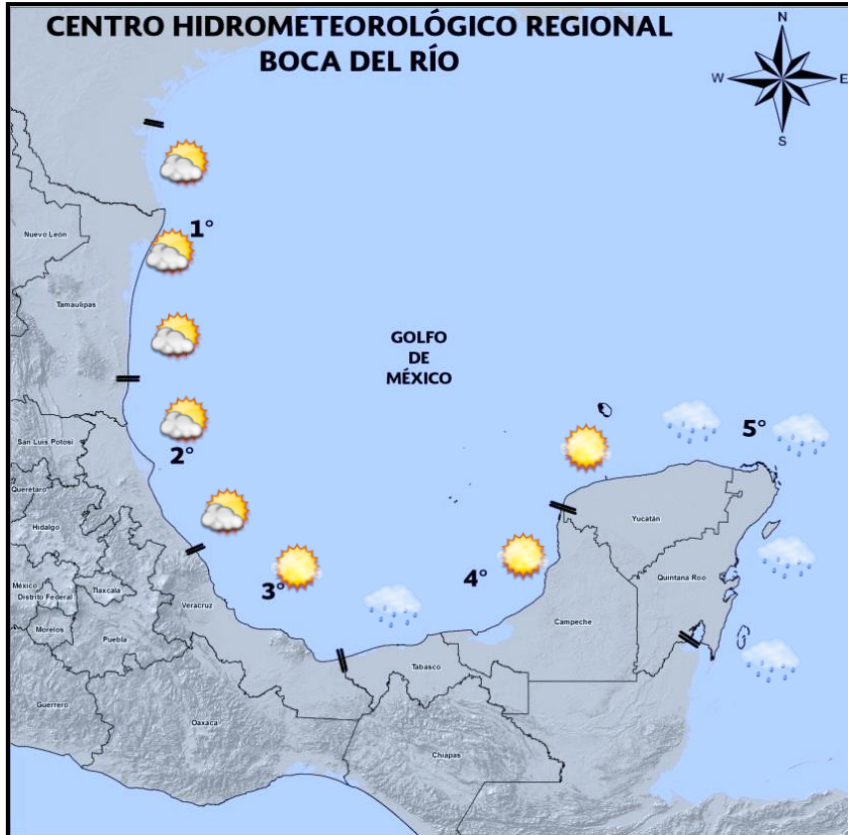 CENTRO HIDROMETEOROLÓGICO REGIONAL
BOCA DEL RÍO
N
W
E
S
1°
Nuevo León
Tamaulipas
GOLFO
DE
MÉXICO
San Luis Potosí
2°
5°
Querétaro
Hidalgo
Yucatán
3°
4°
México
Distrito Federal
Tlaxcala
Veracruz
Quintana Roo
Morelos
Puebla
Campeche
Tabasco
Guerrero
Oaxaca
Chiapas